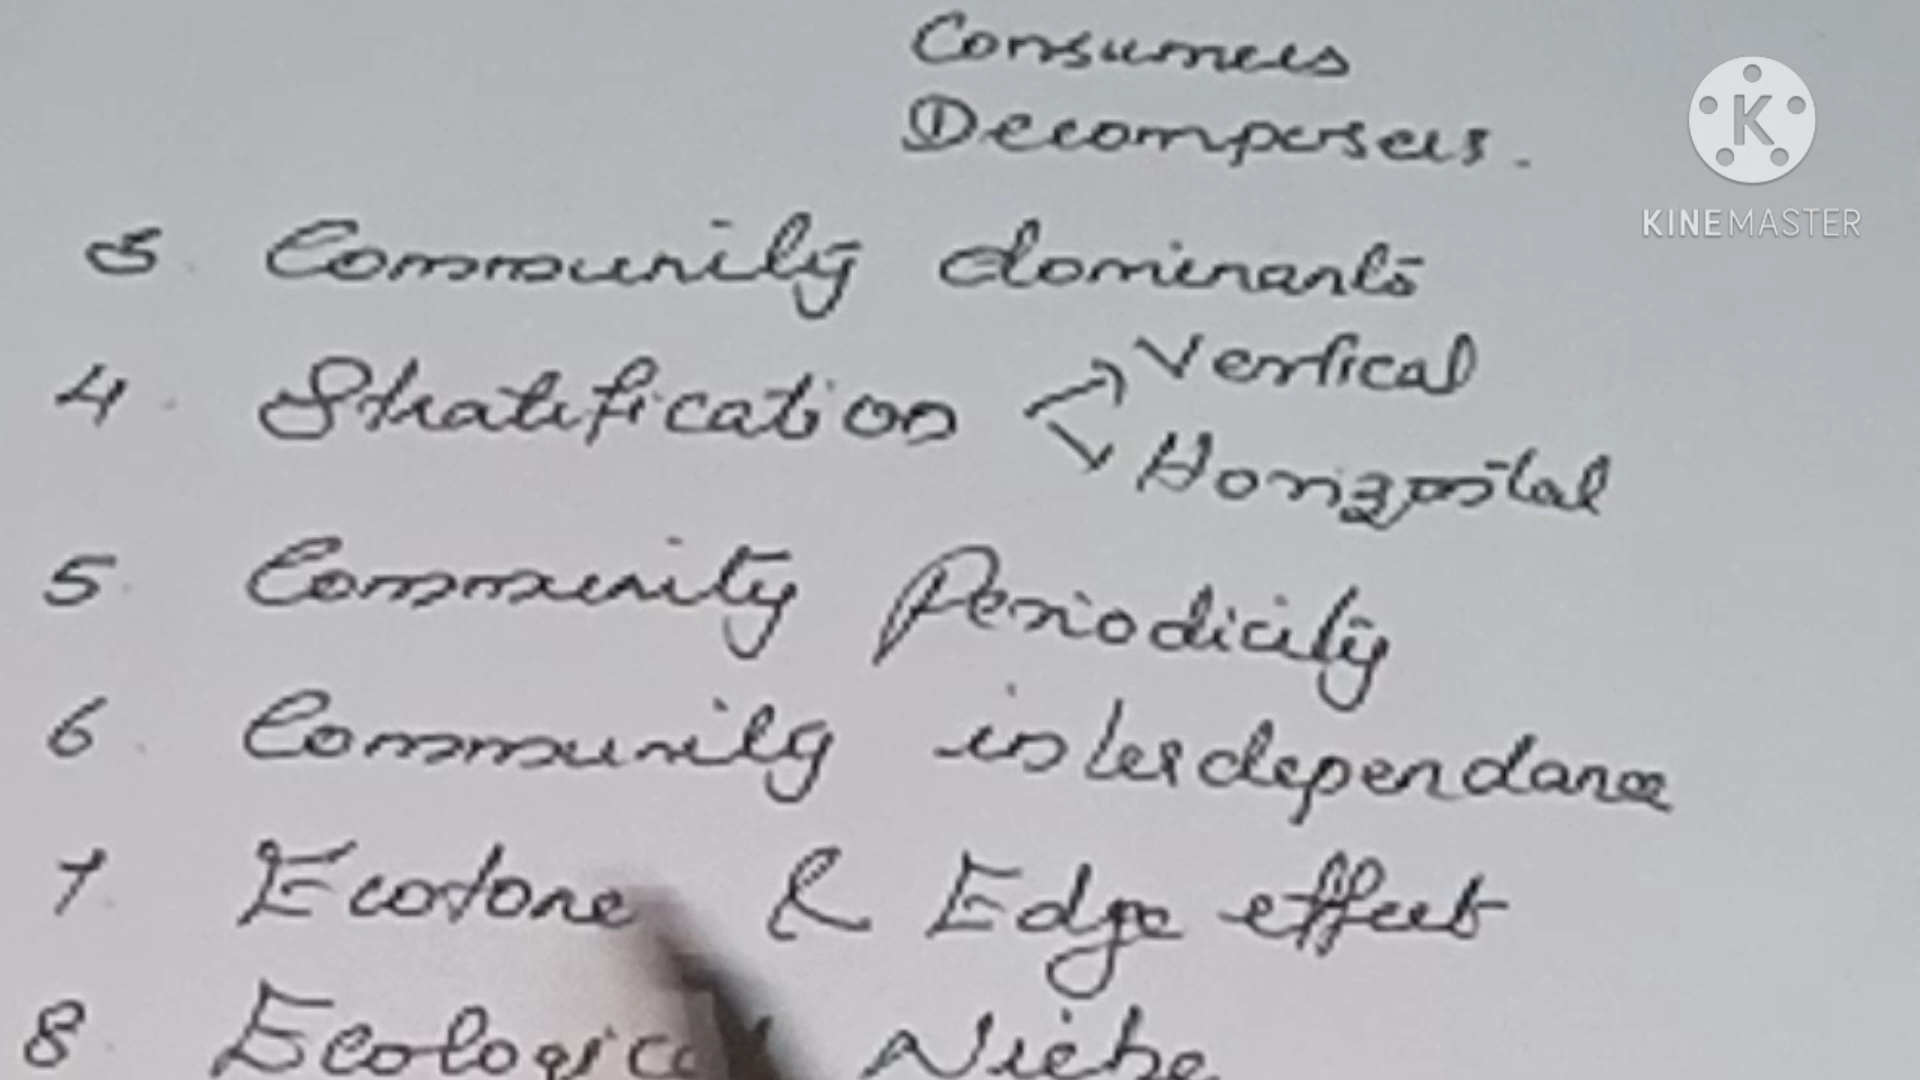 Consumers
Decomposers.
3. Community dominants
4. Stratification
Vertical
Horizontal
5. Community Periodicity
6. Community interdependance
7. Ecotone & Edge effect
8. Ecological Niche
K
KINEMASTER